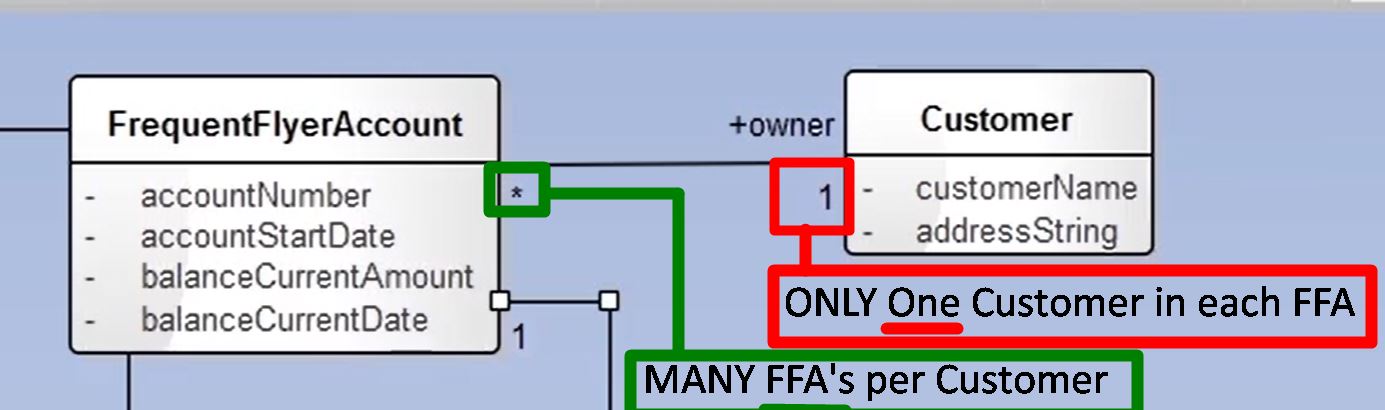 FrequentFlyerAccount
- accountNumber
- accountStartDate
- balanceCurrentAmount
- balanceCurrentDate
*
1
+owner
1
Customer
- customerName
- addressString
ONLY One Customer in each FFA
MANY FFA's per Customer